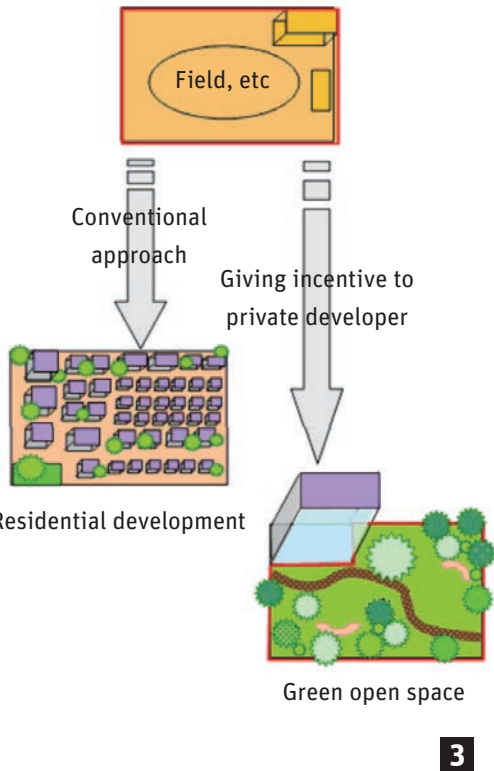 Field, etc
Conventional
approach
Giving incentive to
private developer
Residential development
Green open space
3